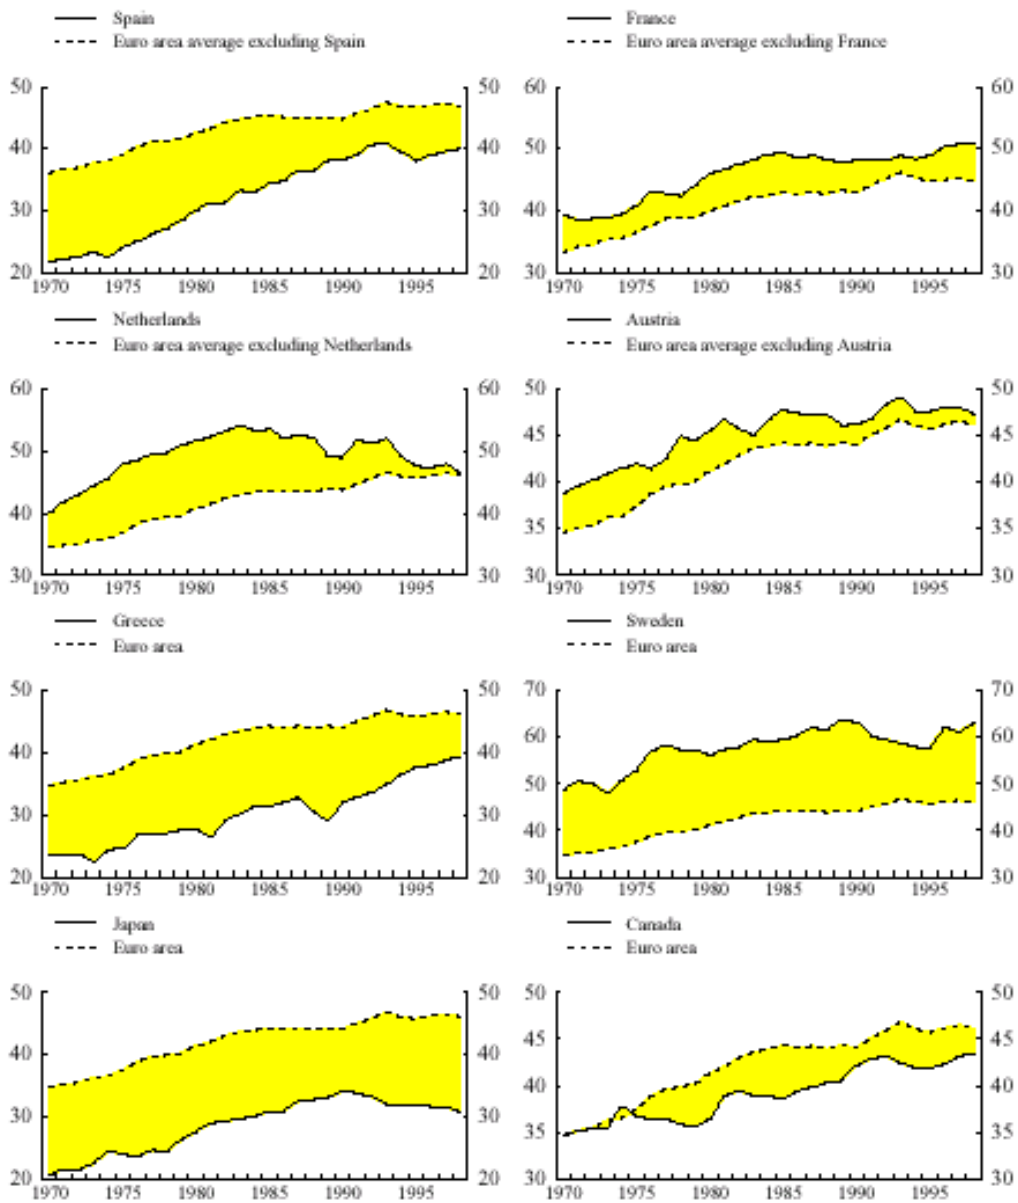 Spain
Euro area average excluding Spain
50 50
40 40
30 30
20 20
1970 1975 1980 1985 1990 1995
France
Euro area average excluding France
60 60
50 50
40 40
30 30
1970 1975 1980 1985 1990 1995
Netherlands
Euro area average excluding Netherlands
60 60
50 50
40 40
30 30
1970 1975 1980 1985 1990 1995
Austria
Euro area average excluding Austria
50 50
45 45
40 40
35 35
30 30
1970 1975 1980 1985 1990 1995
Greece
Euro area
50 50
40 40
30 30
20 20
1970 1975 1980 1985 1990 1995
Sweden
Euro area
70 70
60 60
50 50
40 40
30 30
1970 1975 1980 1985 1990 1995
Japan
Euro area
50 50
40 40
30 30
20 20
1970 1975 1980 1985 1990 1995
Canada
Euro area
50 50
45 45
40 40
35 35
30 30
1970 1975 1980 1985 1990 1995